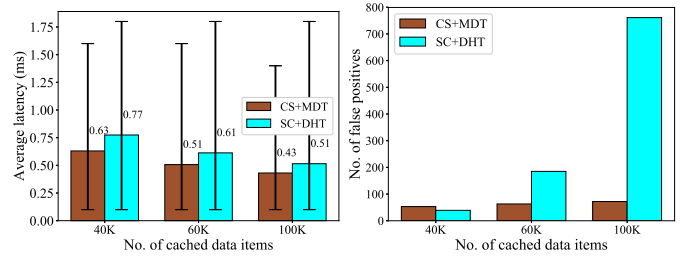 1.75
1.50
1.25
1.00
0.75
0.50
0.25
0.00
Average latency (ms)
CS+MDT
SC+DHT
0.63
0.77
0.51
0.61
0.43
0.51
40K
60K
100K
No. of cached data items
800
700
600
500
400
300
200
100
0
No. of false positives
CS+MDT
SC+DHT
40K
60K
100K
No. of cached data items